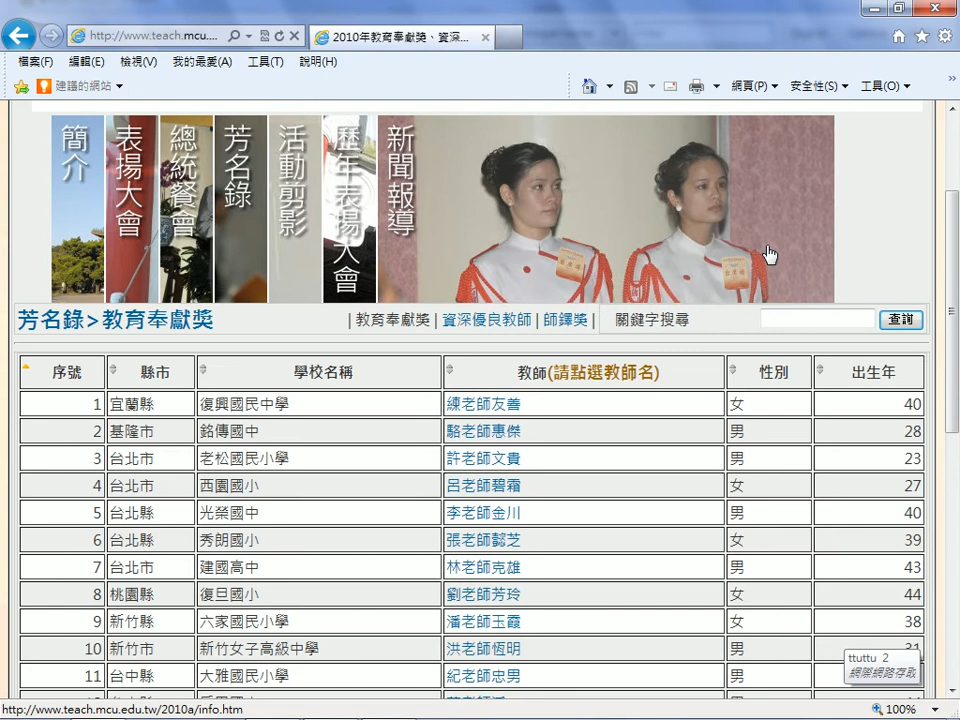 http://www.teach.mcu....
2010年教育奉獻獎、資深...
檔案(F) 編輯(E) 檢視(V) 我的最愛(A) 工具(T) 說明(H)
建議的網站
網頁(P) 安全性(S) 工具(O)
簡介
表揚大會
總統餐會
芳名錄
活動剪影
歷年表揚大會
新聞報導
芳名錄>教育奉獻獎
| 教育奉獻獎 | 資深優良教師 | 師鐸獎 |
關鍵字搜尋 查詢
序號 縣市 學校名稱 教師(請點選教師名) 性別 出生年
1 宜蘭縣 復興國民中學 練老師友善 女 40
2 基隆市 銘傳國中 駱老師惠傑 男 28
3 台北市 老松國民小學 許老師文貴 男 23
4 台北市 西園國小 呂老師碧霜 女 27
5 台北縣 光榮國中 李老師金川 男 40
6 台北縣 秀朗國小 張老師懿芝 女 39
7 台北市 建國高中 林老師克雄 男 43
8 桃園縣 復旦國小 劉老師芳玲 女 44
9 新竹縣 六家國民小學 潘老師玉霞 女 38
10 新竹市 新竹女子高級中學 洪老師恆明 男 31
11 台中縣 大雅國民小學 紀老師忠男 男
ttuttu 2
網際網路存取
http://www.teach.mcu.edu.tw/2010a/info.htm
100%